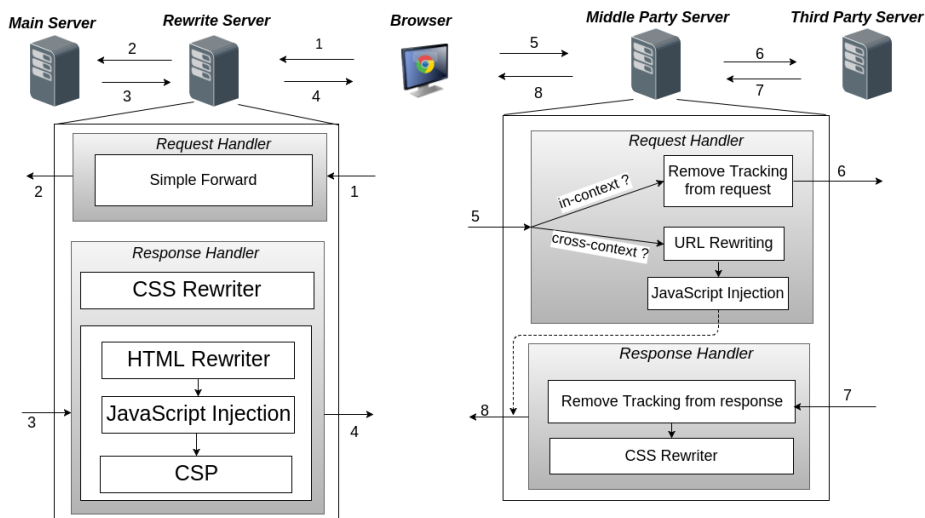 Main Server
Rewrite Server
Browser
Middle Party Server
Third Party Server
2
3
1
4
5
8
6
7
Request Handler
Simple Forward
2
1
Response Handler
CSS Rewriter
HTML Rewriter
JavaScript Injection
CSP
3
4
Request Handler
in-context ?
cross-context ?
Remove Tracking
from request
URL Rewriting
JavaScript Injection
5
6
Response Handler
Remove Tracking from response
CSS Rewriter
8
7